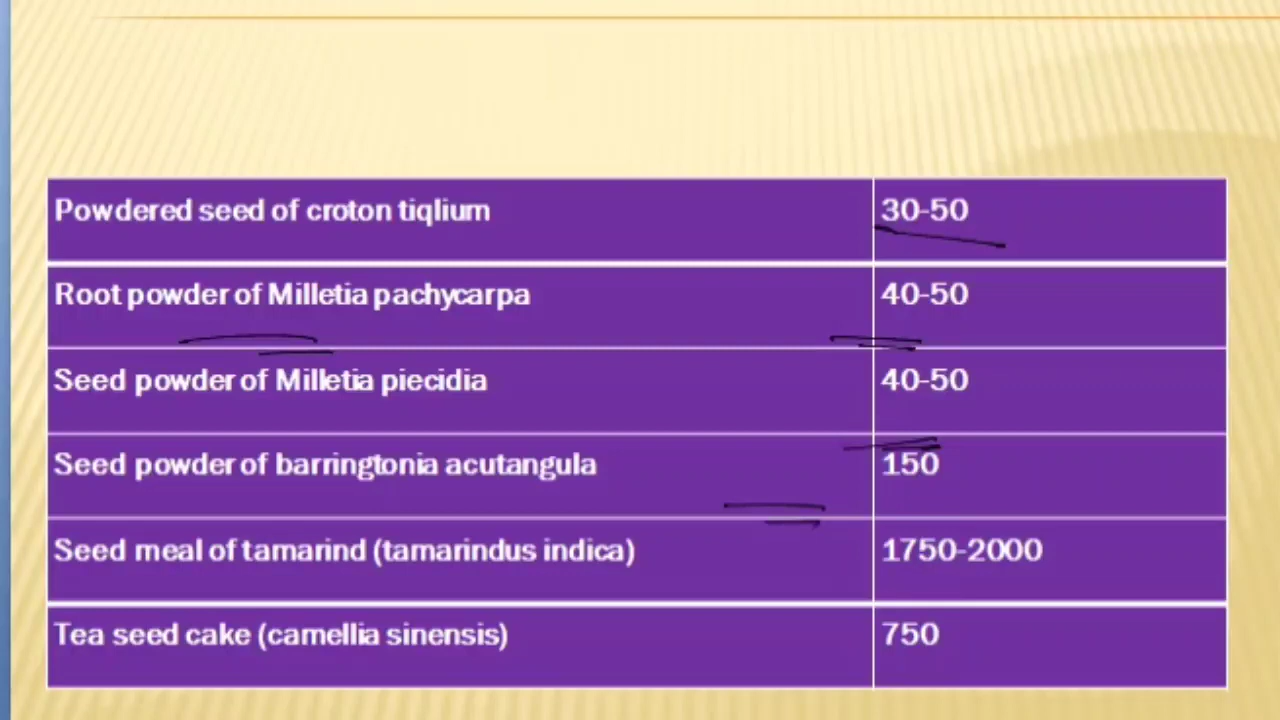 Powdered seed of croton tiqlium 30-50
Root powder of Milletia pachycarpa 40-50
Seed powder of Milletia piecidia 40-50
Seed powder of barringtonia acutangula 150
Seed meal of tamarind (tamarindus indica) 1750-2000
Tea seed cake (camellia sinensis) 750